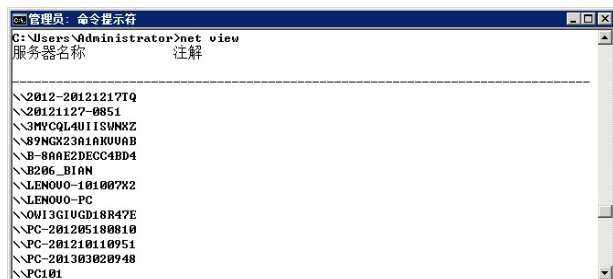 管理员: 命令提示符
C:\Users\Administrator>net view
服务器名称            注解
-------------------------------------------------------------------------------
\\2012-20121217TQ
\\20121127-0851
\\3MYCQL4UIISWNXZ
\\89NGX23A1AKVVAB
\\B-8AAE2DECC4BD4
\\B206_BIAN
\\LENOVO-101007X2
\\LENOVO-PC
\\OWI3GIVGD18R47E
\\PC-201205180810
\\PC-201210110951
\\PC-201303020948
\\PC101